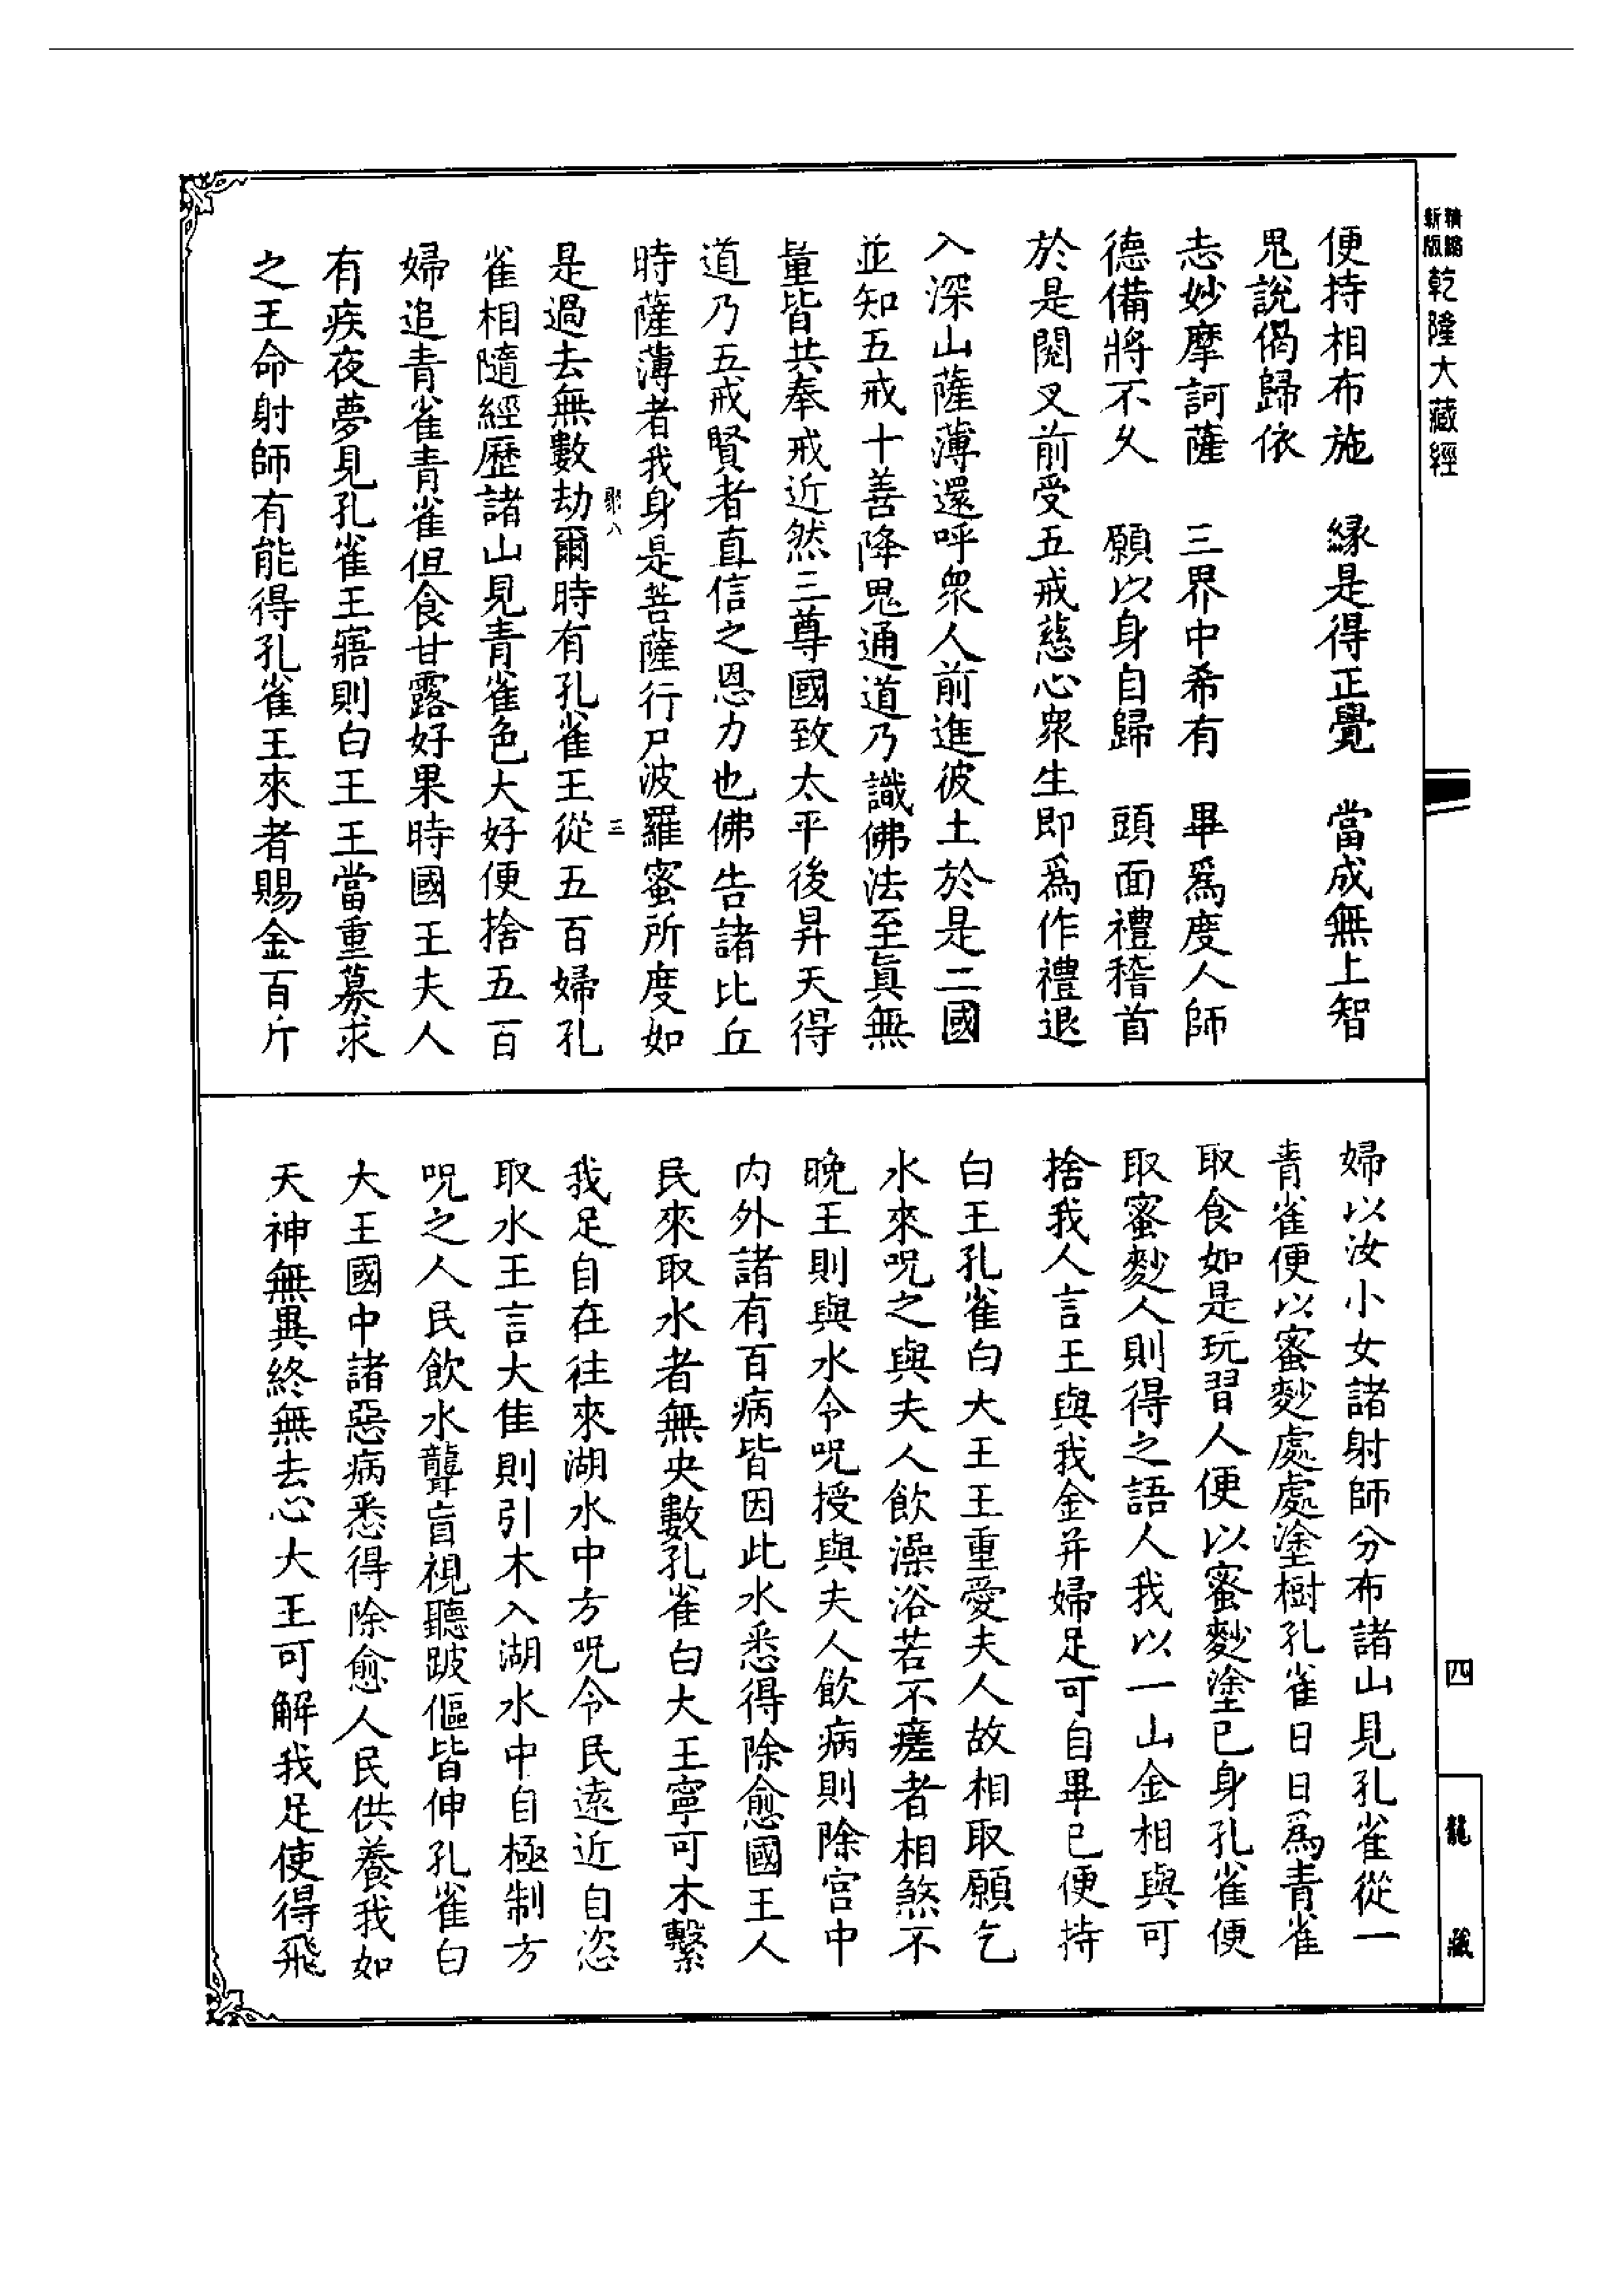 精縮
新版
乾隆大藏經
便持相布施　緣是得正覺　當成無上智
鬼說偈歸依
志妙摩訶薩　三界中希有　畢爲度人師
德備將不久　願以身自歸　頭面禮稽首
於是閱叉前受五戒慈心衆生即爲作禮退
入深山薩薄還呼衆人前進彼土於是二國
並知五戒十善降鬼通道乃識佛法至眞無
量皆共奉戒近然三尊國致太平後昇天得
道乃五戒賢者直信之恩力也佛告諸比丘
時薩薄者我身是菩薩行尸波羅蜜所度如
是過去無數劫爾時有孔雀王從五百婦孔
雀相隨經歷諸山見青雀色大好便捨五百
婦追青雀青雀但食甘露好果時國王夫人
有疾夜夢見孔雀王寤則白王王當重募求
之王命射師有能得孔雀王來者賜金百斤
婦以汝小女諸射師分布諸山見孔雀從一
青雀便以蜜麨處處塗樹孔雀日日爲青雀
取食如是玩習人便以蜜麨塗已身孔雀便
取蜜麨人則得之語人我以一山金相與可
捨我人言王與我金幷婦足可自畢已便持
白王孔雀白大王王重愛夫人故相取願乞
水來呪之與夫人飲澡浴若不瘥者相煞不
晚王則與水令呪授與夫人飲病則除宮中
內外諸有百病皆因此水悉得除愈國王人
民來取水者無央數孔雀白大王寧可木繫
我足自在往來湖水中方呪令民遠近自恣
取水王言大佳則引木入湖水中自極制方
呪之人民飲水聾盲視聽跛傴皆伸孔雀白
大王國中諸惡病悉得除愈人民供養我如
天神無異終無去心大王可解我足使得飛
三
四
龍藏